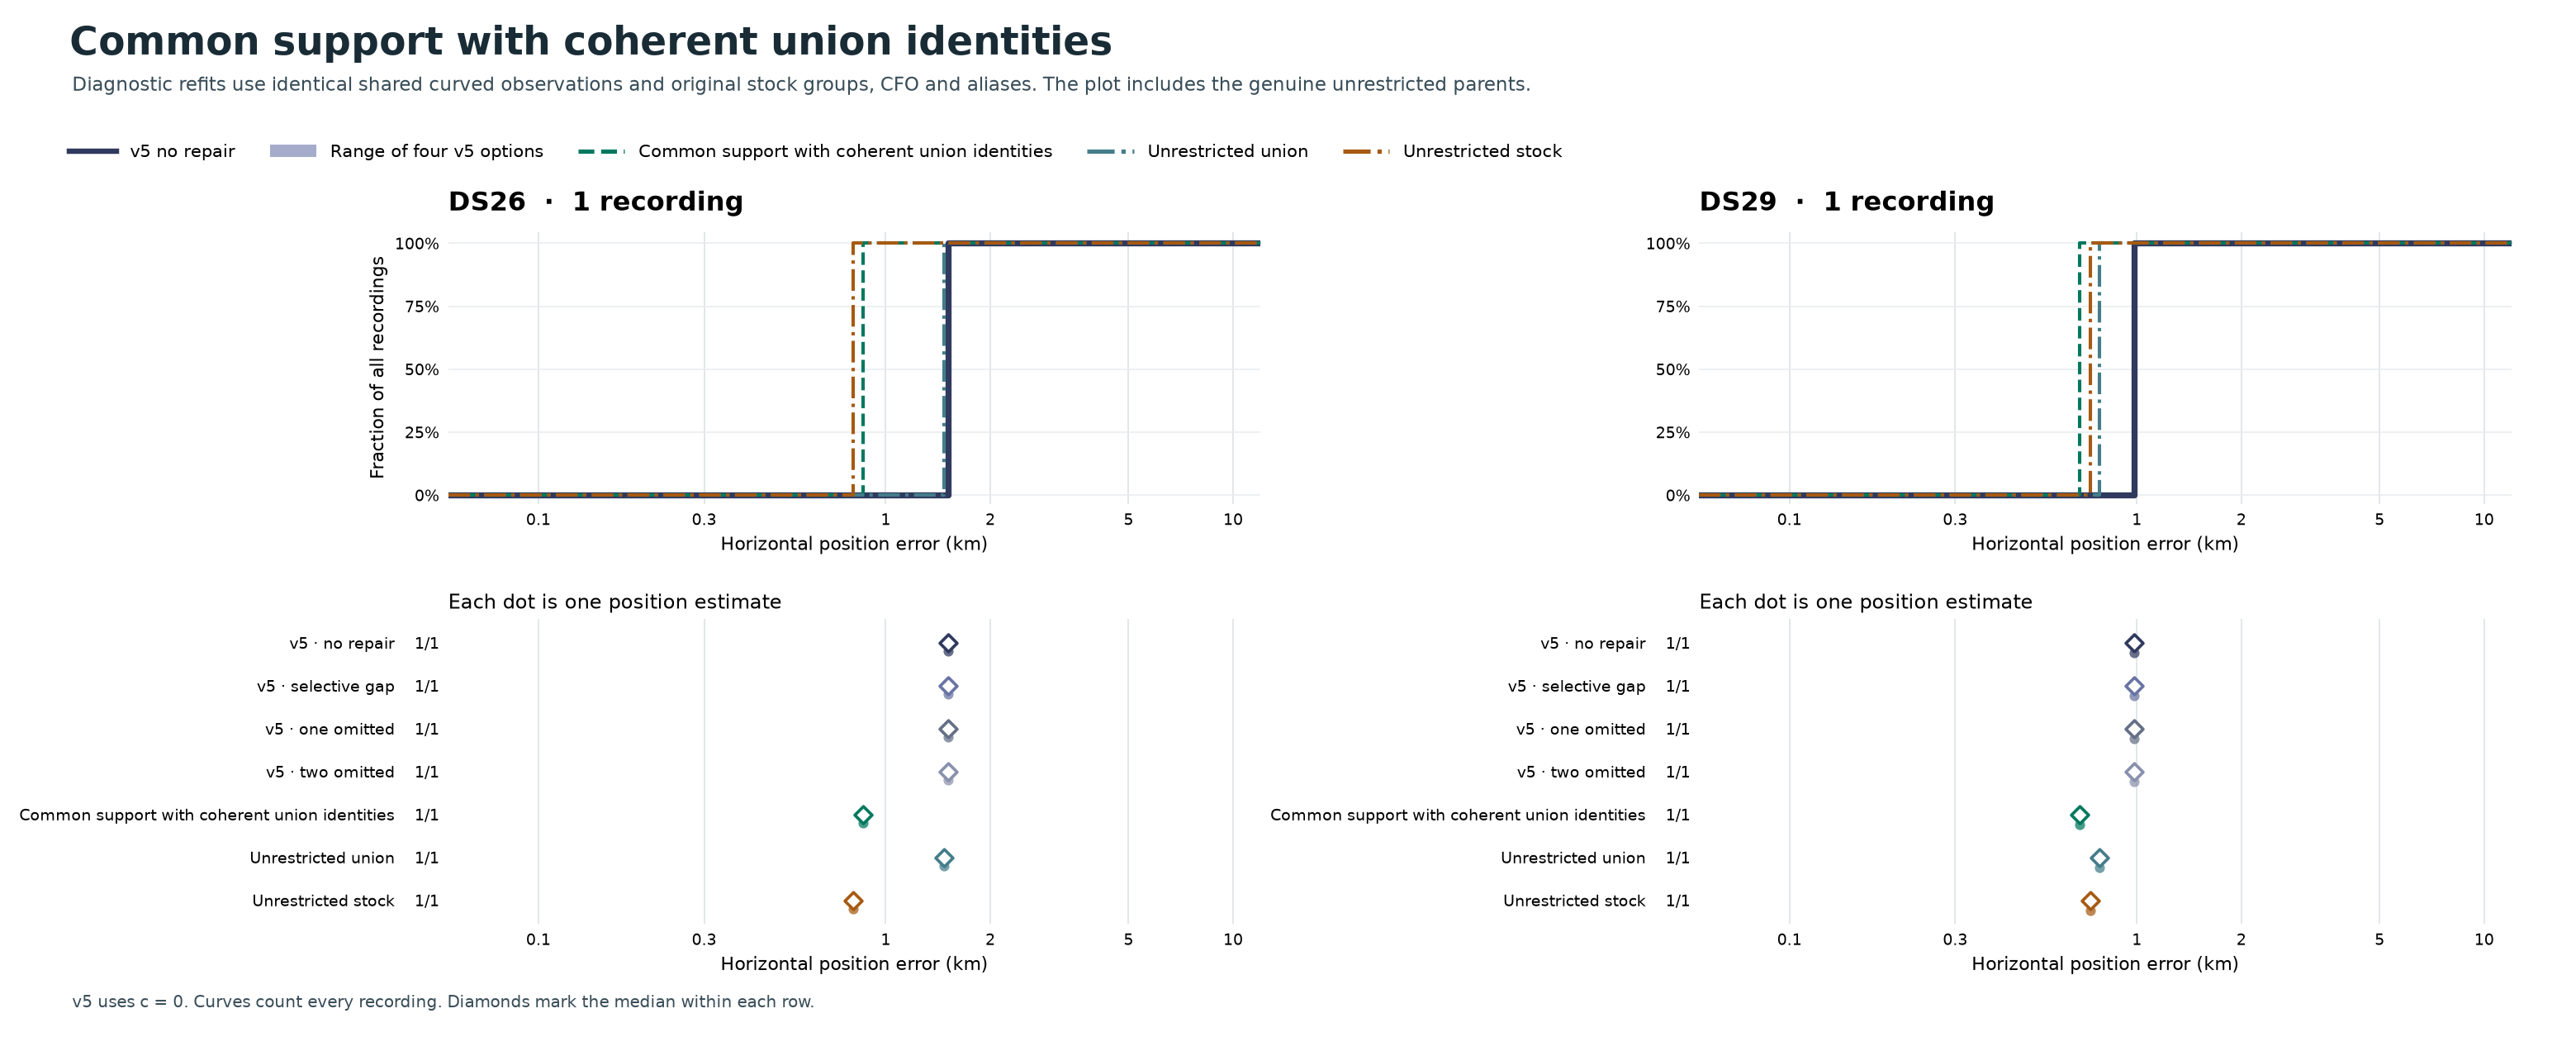 Common support with coherent union identities
Diagnostic refits use identical shared curved observations and original stock groups, CFO and aliases. The plot includes the genuine unrestricted parents.
v5 no repair
Range of four v5 options
Common support with coherent union identities
Unrestricted union
Unrestricted stock
DS26 · 1 recording
Fraction of all recordings
100%
75%
50%
25%
0%
0.1 0.3 1 2 5 10
Horizontal position error (km)
DS29 · 1 recording
100%
75%
50%
25%
0%
0.1 0.3 1 2 5 10
Horizontal position error (km)
Each dot is one position estimate
v5 · no repair 1/1
v5 · selective gap 1/1
v5 · one omitted 1/1
v5 · two omitted 1/1
Common support with coherent union identities 1/1
Unrestricted union 1/1
Unrestricted stock 1/1
0.1 0.3 1 2 5 10
Horizontal position error (km)
Each dot is one position estimate
v5 · no repair 1/1
v5 · selective gap 1/1
v5 · one omitted 1/1
v5 · two omitted 1/1
Common support with coherent union identities 1/1
Unrestricted union 1/1
Unrestricted stock 1/1
0.1 0.3 1 2 5 10
Horizontal position error (km)
v5 uses c = 0. Curves count every recording. Diamonds mark the median within each row.